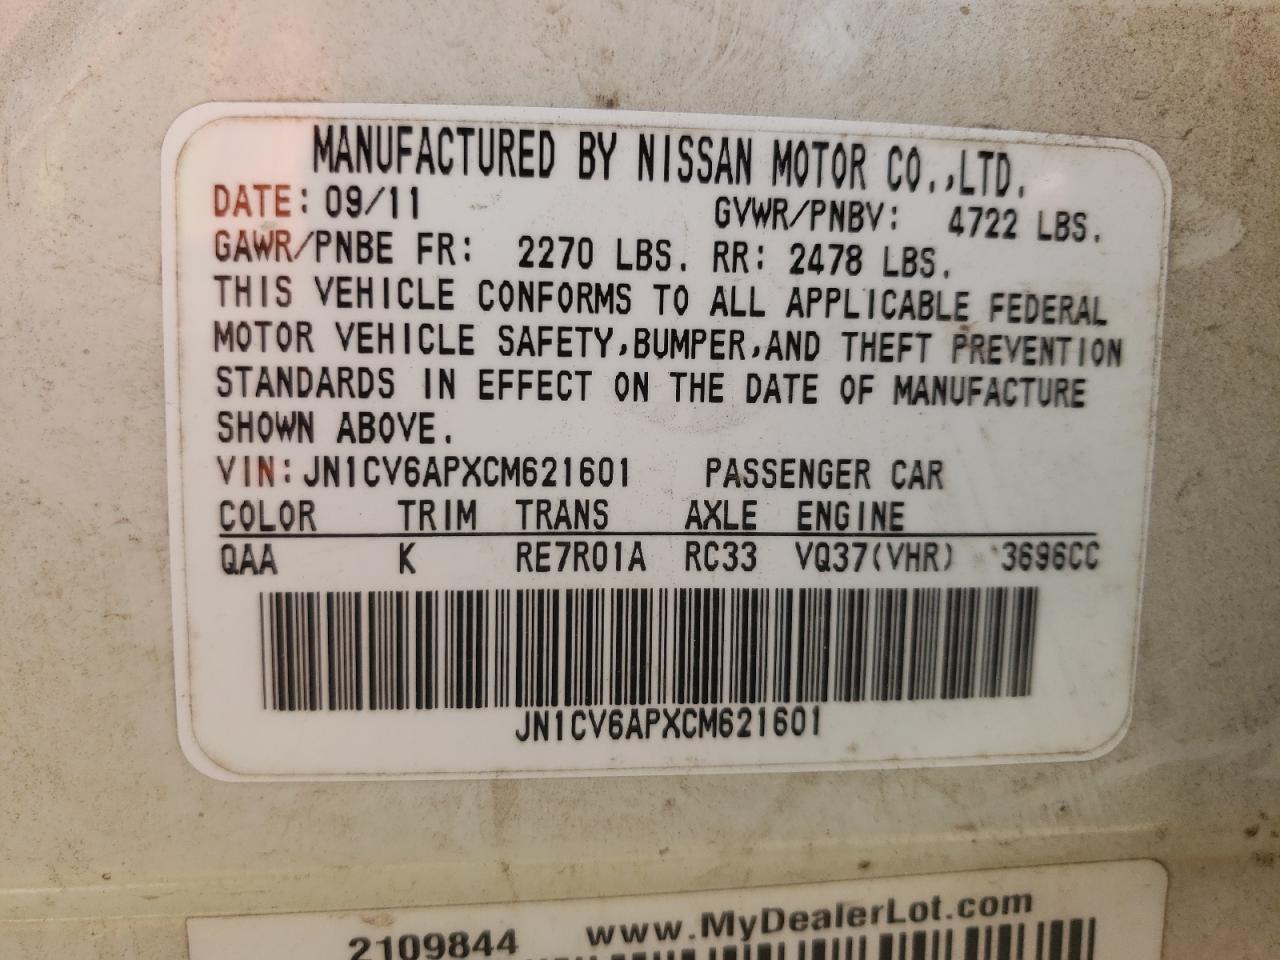 MANUFACTURED BY NISSAN MOTOR CO.,LTD.
DATE: 09/11 GVWR/PNBV: 4722 LBS.
GAWR/PNBE FR: 2270 LBS. RR: 2478 LBS.
THIS VEHICLE CONFORMS TO ALL APPLICABLE FEDERAL
MOTOR VEHICLE SAFETY,BUMPER,AND THEFT PREVENTION
STANDARDS IN EFFECT ON THE DATE OF MANUFACTURE
SHOWN ABOVE.
VIN: JN1CV6APXCM621601 PASSENGER CAR
COLOR TRIM TRANS AXLE ENGINE
QAA K RE7R01A RC33 VQ37(VHR) 3696CC
JN1CV6APXCM621601
2109844 www.MyDealerLot.com